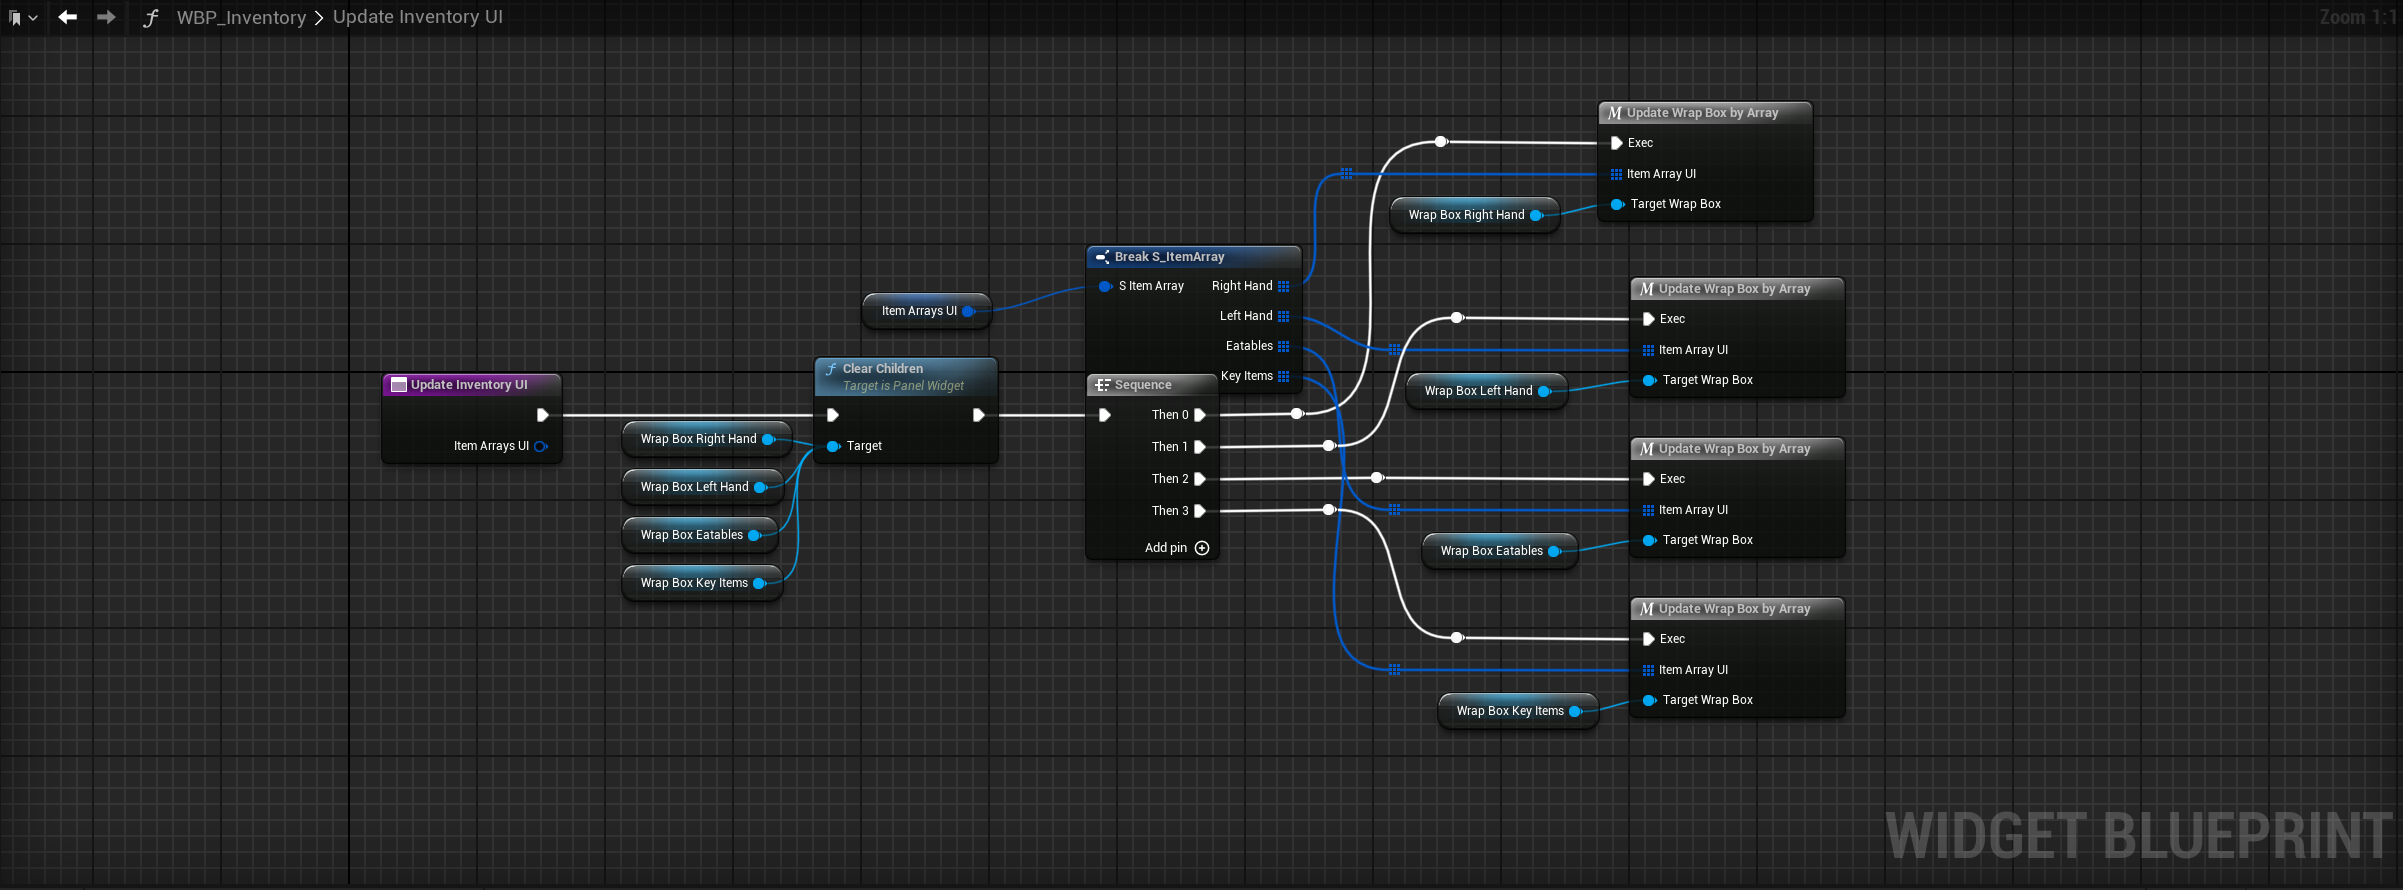 WBP_Inventory > Update Inventory UI
Zoom 1:1
Update Inventory UI
Item Arrays UI
Wrap Box Right Hand
Wrap Box Left Hand
Wrap Box Eatables
Wrap Box Key Items
Clear Children
Target is Panel Widget
Target
Item Arrays UI
Break S_ItemArray
S Item Array
Right Hand
Left Hand
Eatables
Key Items
Sequence
Then 0
Then 1
Then 2
Then 3
Add pin
Update Wrap Box by Array
Exec
Item Array UI
Target Wrap Box
Wrap Box Right Hand
Update Wrap Box by Array
Exec
Item Array UI
Target Wrap Box
Wrap Box Left Hand
Update Wrap Box by Array
Exec
Item Array UI
Target Wrap Box
Wrap Box Eatables
Update Wrap Box by Array
Exec
Item Array UI
Target Wrap Box
Wrap Box Key Items
WIDGET BLUEPRINT